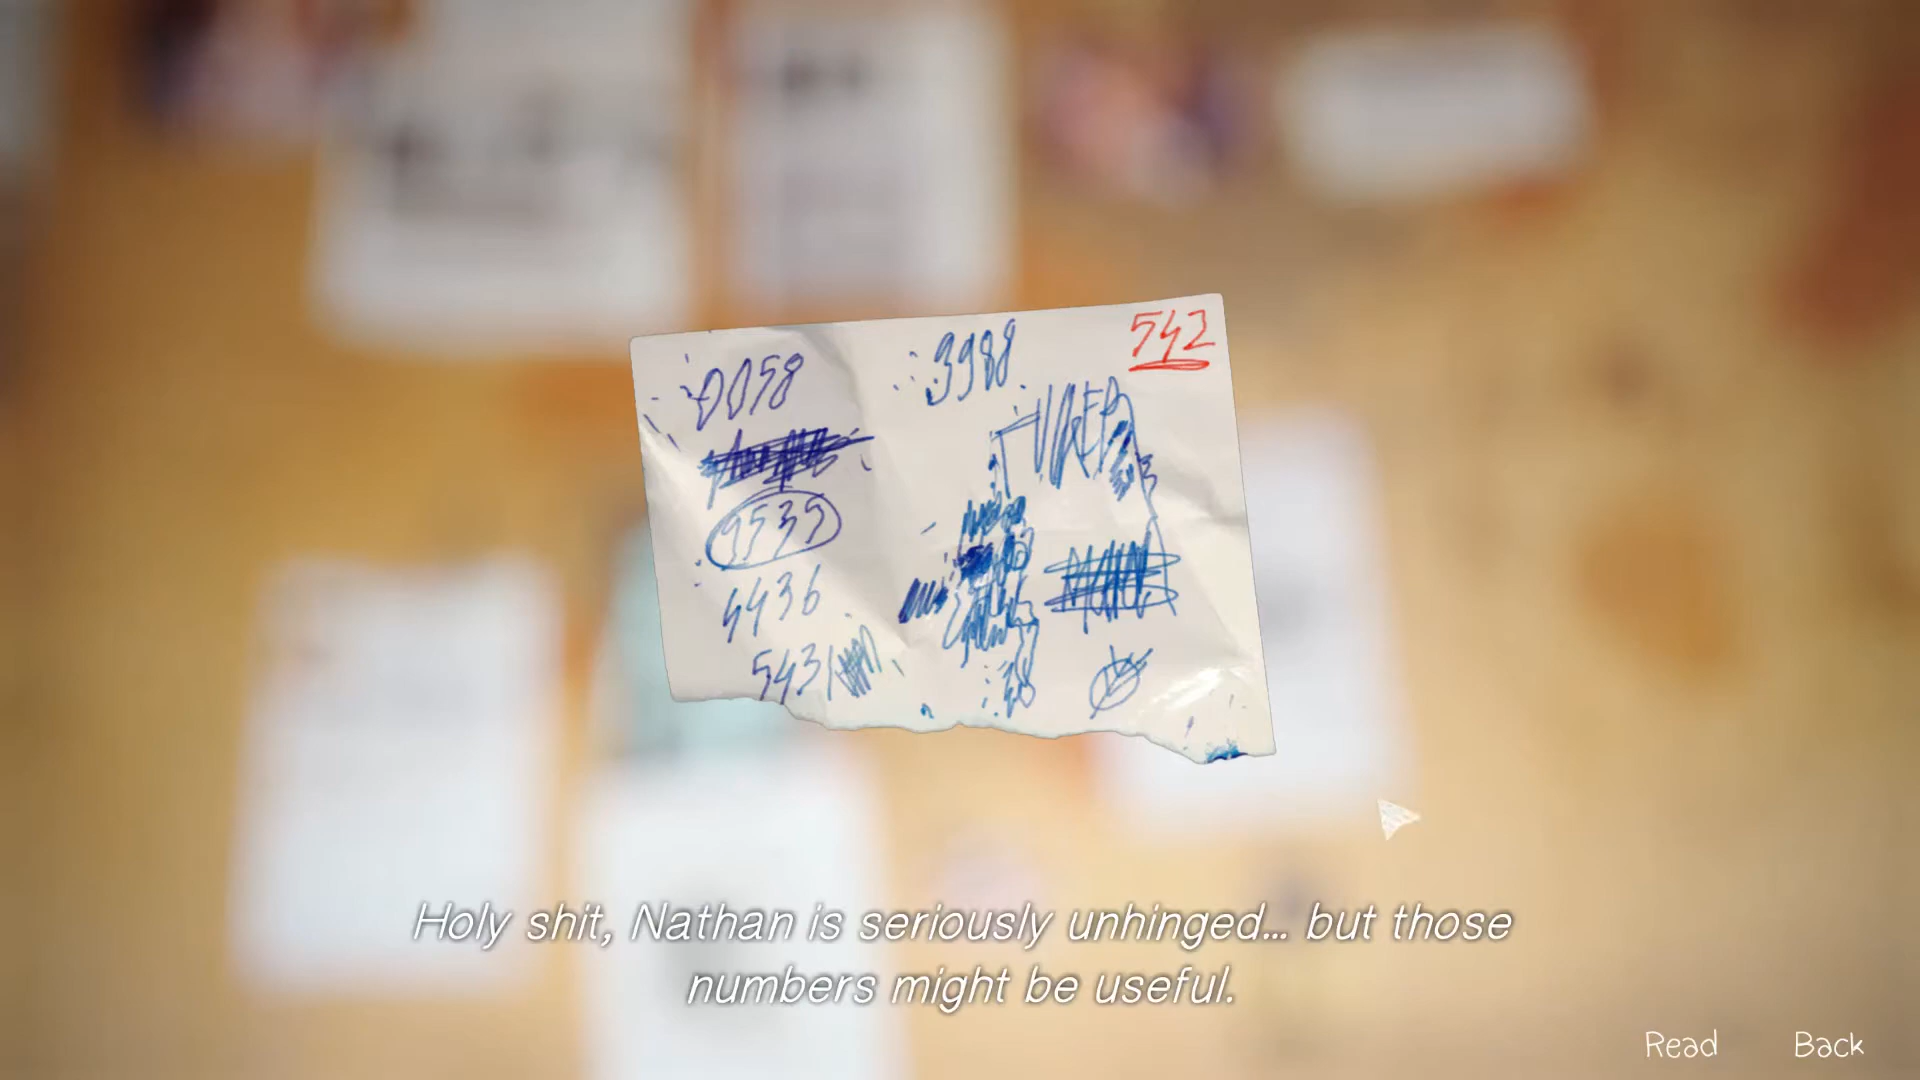 0058
3988
542
9535
5436
543
Holy shit, Nathan is seriously unhinged... but those
numbers might be useful.
Read
Back